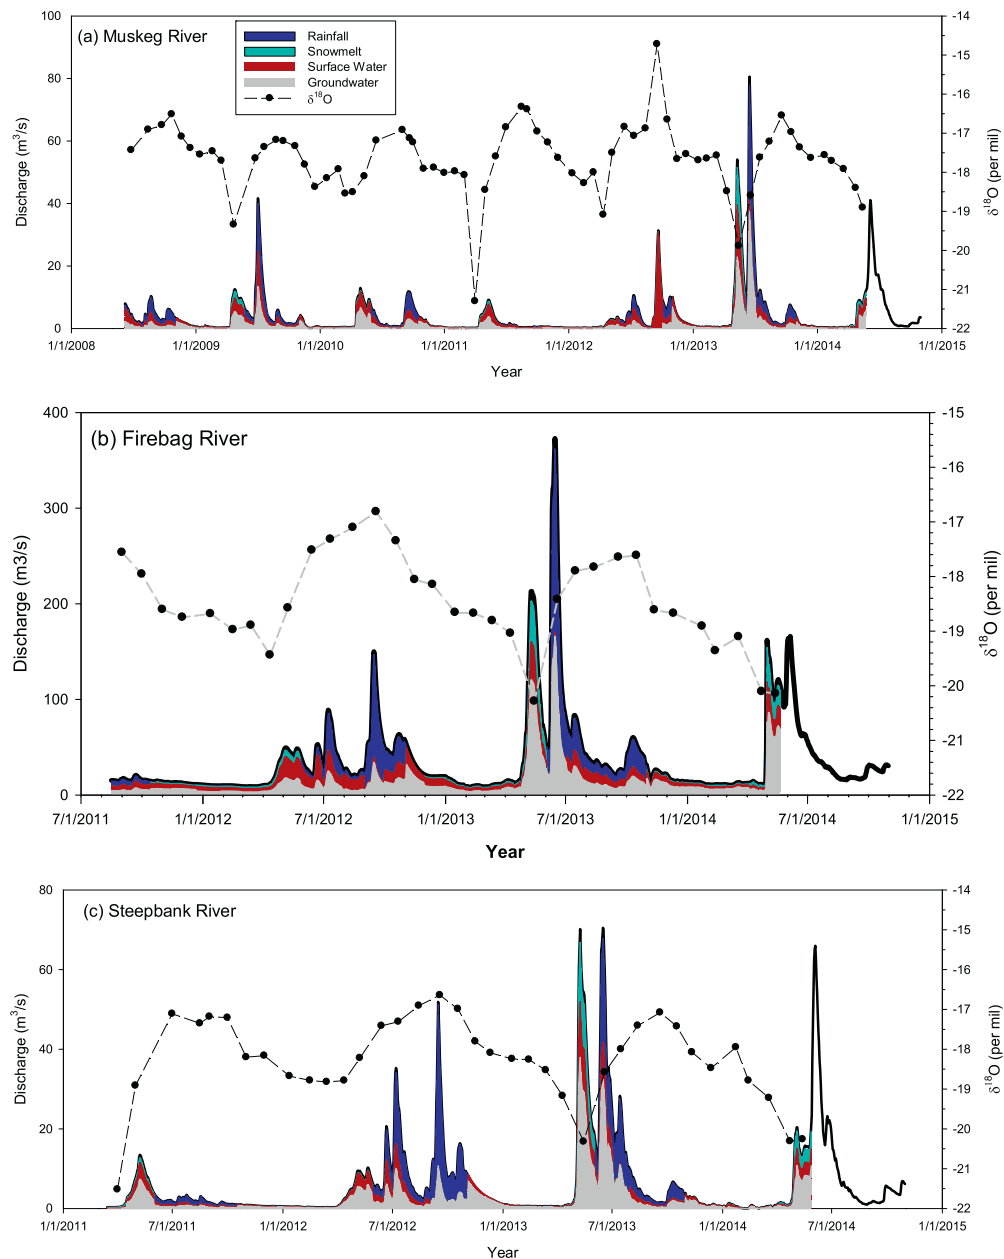 (a) Muskeg River
Rainfall
Snowmelt
Surface Water
Groundwater
δ18O
100
80
60
40
20
0
Discharge (m3/s)
-14
-15
-16
-17
-18
-19
-20
-21
-22
δ18O (per mil)
1/1/2008 1/1/2009 1/1/2010 1/1/2011 1/1/2012 1/1/2013 1/1/2014 1/1/2015
Year
(b) Firebag River
400
300
200
100
0
Discharge (m3/s)
-15
-16
-17
-18
-19
-20
-21
-22
δ18O (per mil)
7/1/2011 1/1/2012 7/1/2012 1/1/2013 7/1/2013 1/1/2014 7/1/2014 1/1/2015
Year
(c) Steepbank River
80
60
40
20
0
Discharge (m3/s)
-14
-15
-16
-17
-18
-19
-20
-21
-22
δ18O (per mil)
1/1/2011 7/1/2011 1/1/2012 7/1/2012 1/1/2013 7/1/2013 1/1/2014 7/1/2014 1/1/2015
Year